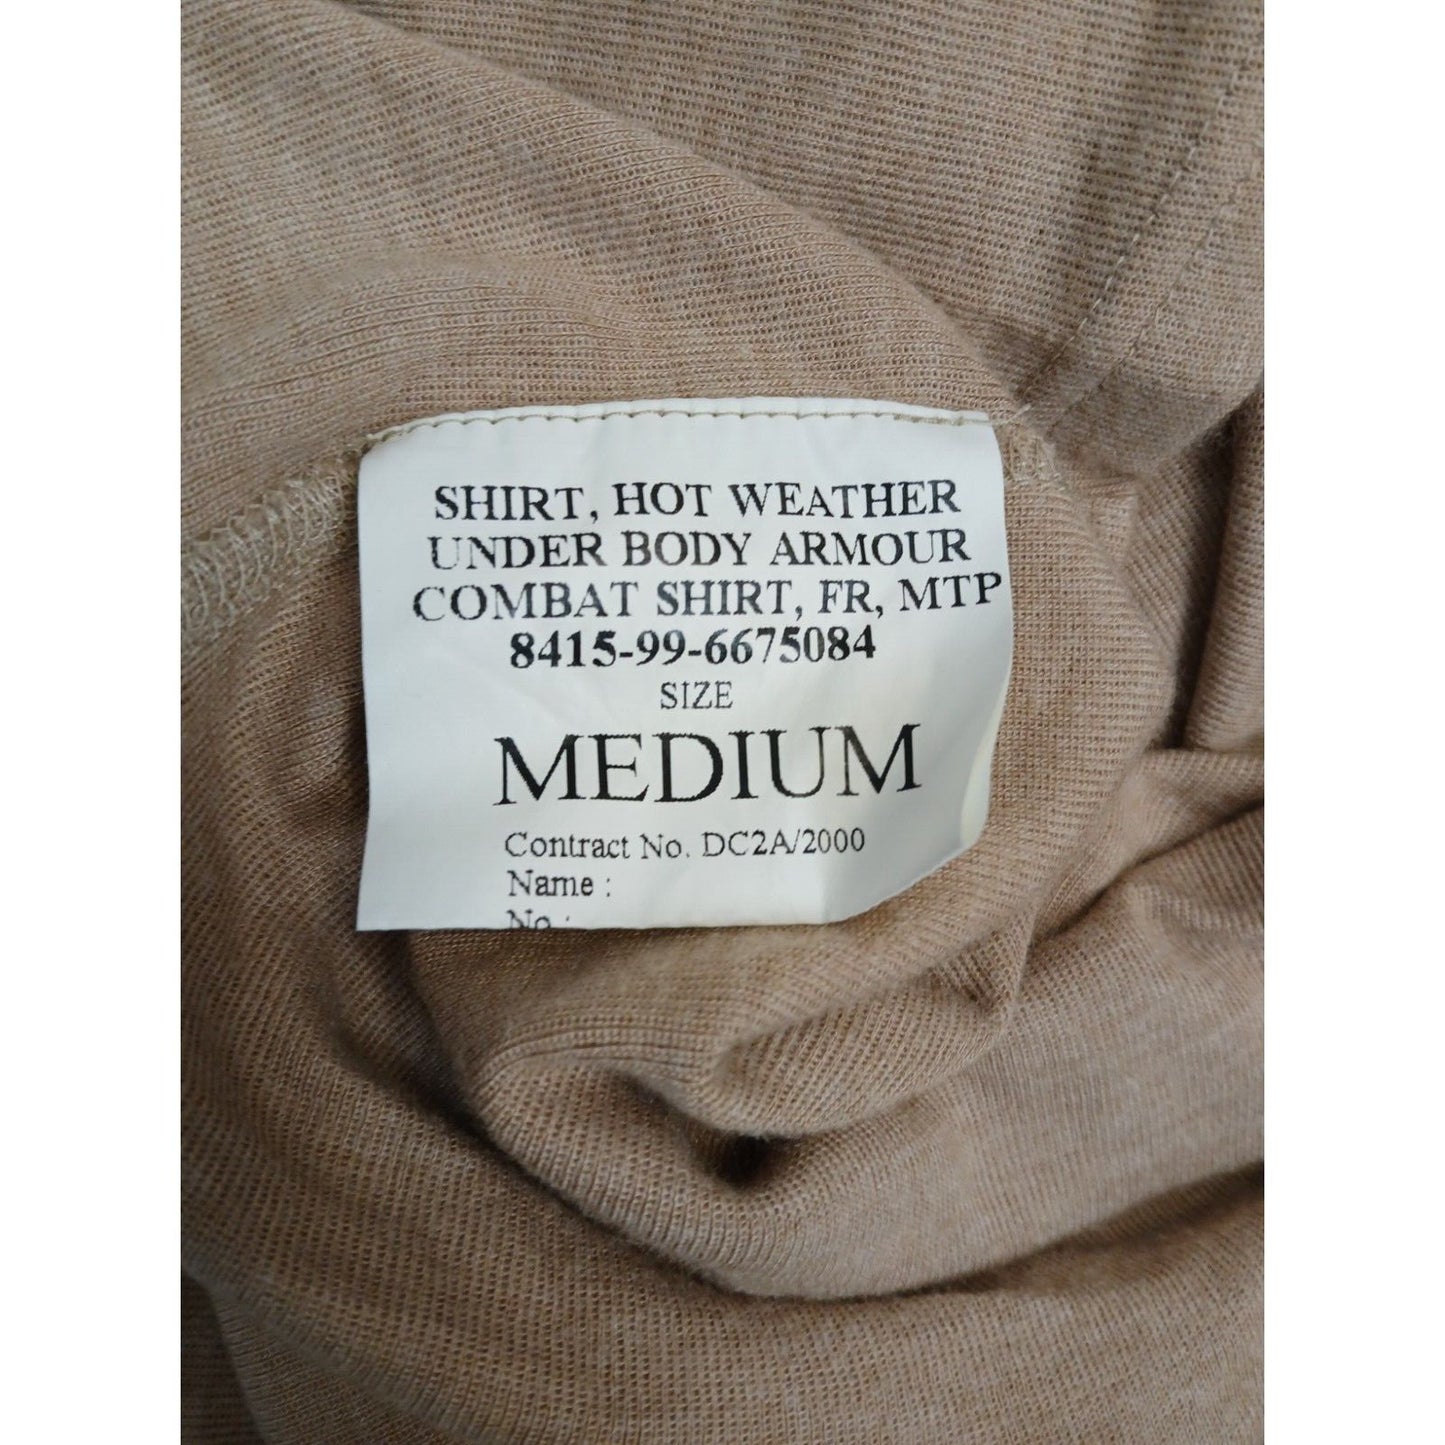 SHIRT, HOT WEATHER
UNDER BODY ARMOUR
COMBAT SHIRT, FR, MTP
8415-99-6675084
SIZE
MEDIUM
Contract No. DC2A/2000
Name :
No :